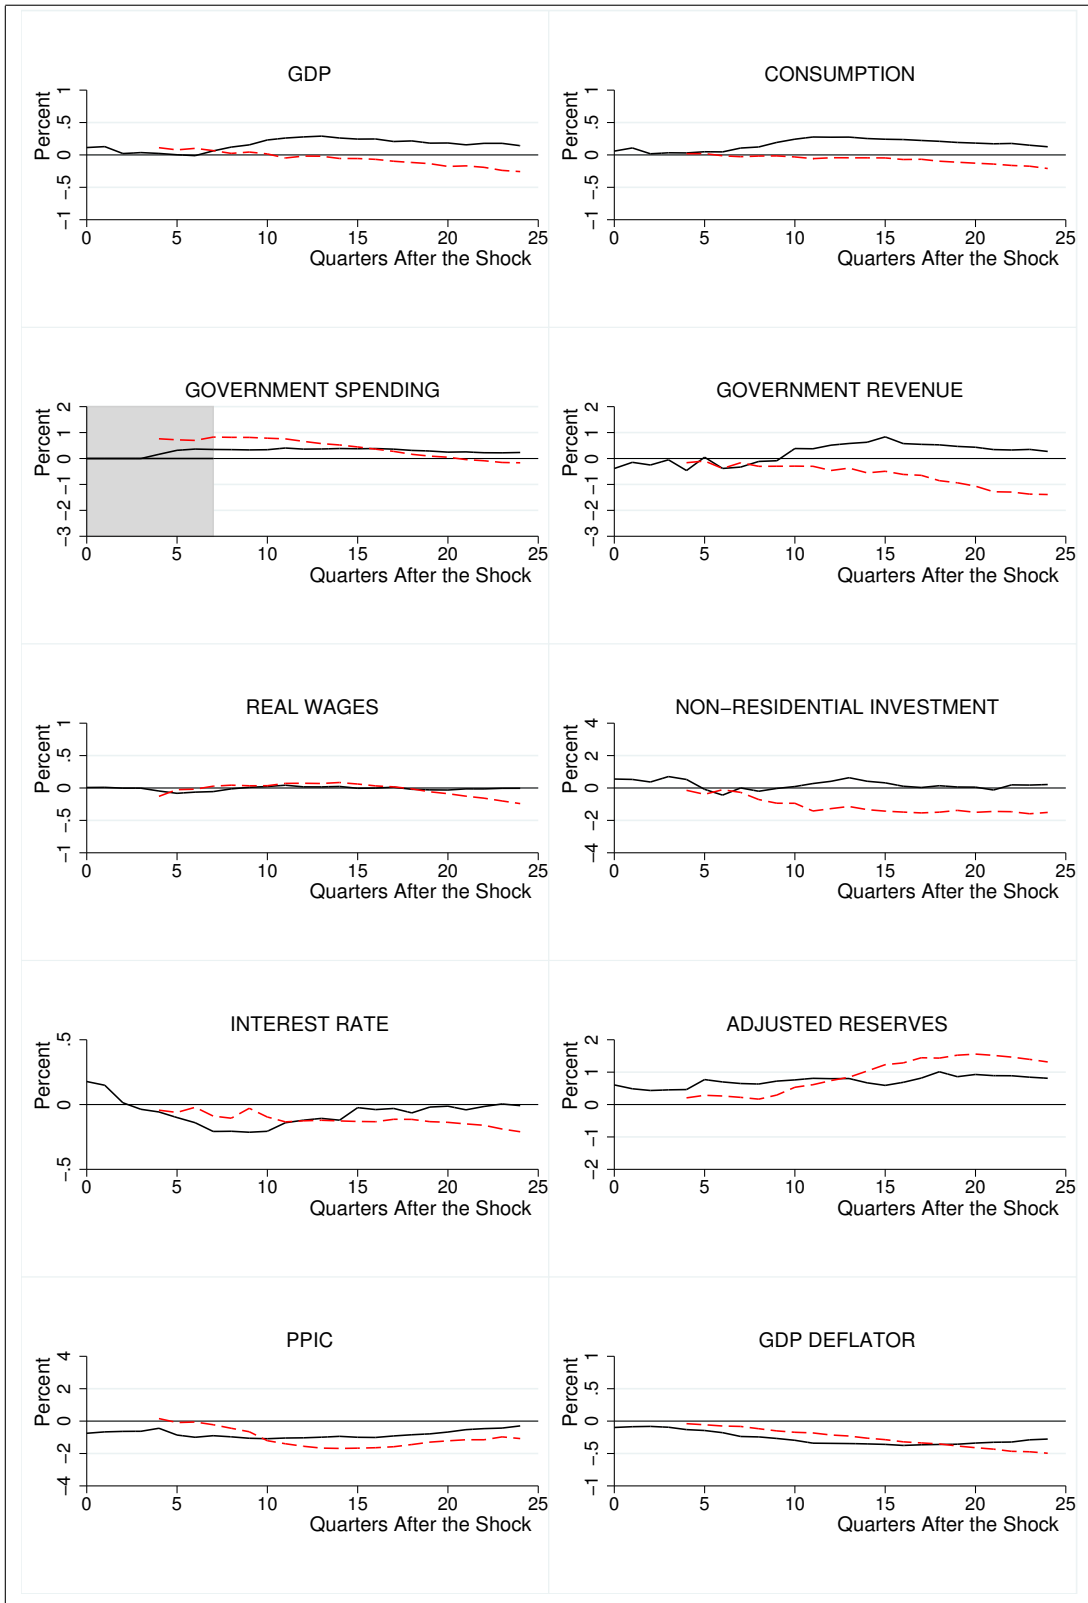 GDP
Percent
1
.5
0
-.5
-1
0 5 10 15 20 25
Quarters After the Shock
CONSUMPTION
Percent
1
.5
0
-.5
-1
0 5 10 15 20 25
Quarters After the Shock
GOVERNMENT SPENDING
Percent
2
1
0
-1
-2
-3
0 5 10 15 20 25
Quarters After the Shock
GOVERNMENT REVENUE
Percent
2
1
0
-1
-2
-3
0 5 10 15 20 25
Quarters After the Shock
REAL WAGES
Percent
1
.5
0
-.5
-1
0 5 10 15 20 25
Quarters After the Shock
NON−RESIDENTIAL INVESTMENT
Percent
4
2
0
-2
-4
0 5 10 15 20 25
Quarters After the Shock
INTEREST RATE
Percent
.5
0
-.5
0 5 10 15 20 25
Quarters After the Shock
ADJUSTED RESERVES
Percent
2
1
0
-1
-2
0 5 10 15 20 25
Quarters After the Shock
PPIC
Percent
4
2
0
-2
-4
0 5 10 15 20 25
Quarters After the Shock
GDP DEFLATOR
Percent
1
.5
0
-.5
-1
0 5 10 15 20 25
Quarters After the Shock